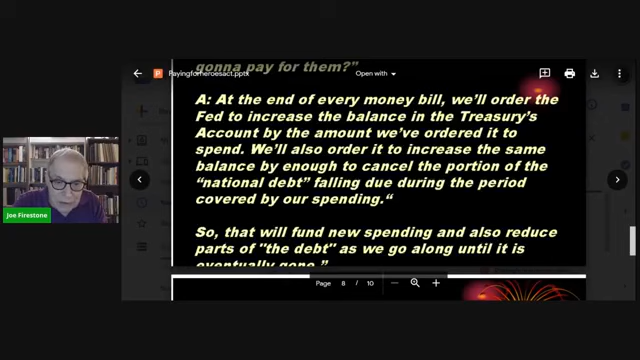 gonna pay for them?"
Payingforheroesact.pptx
Open with
A: At the end of every money bill, we'll order the
Fed to increase the balance in the Treasury's
Account by the amount we've ordered it to
spend. We'll also order it to increase the same
balance by enough to cancel the portion of the
"national debt" falling due during the period
covered by our spending."
So, that will fund new spending and also reduce
parts of "the debt" as we go along until it is
eventually gone."
Joe Firestone
Page 8 / 10